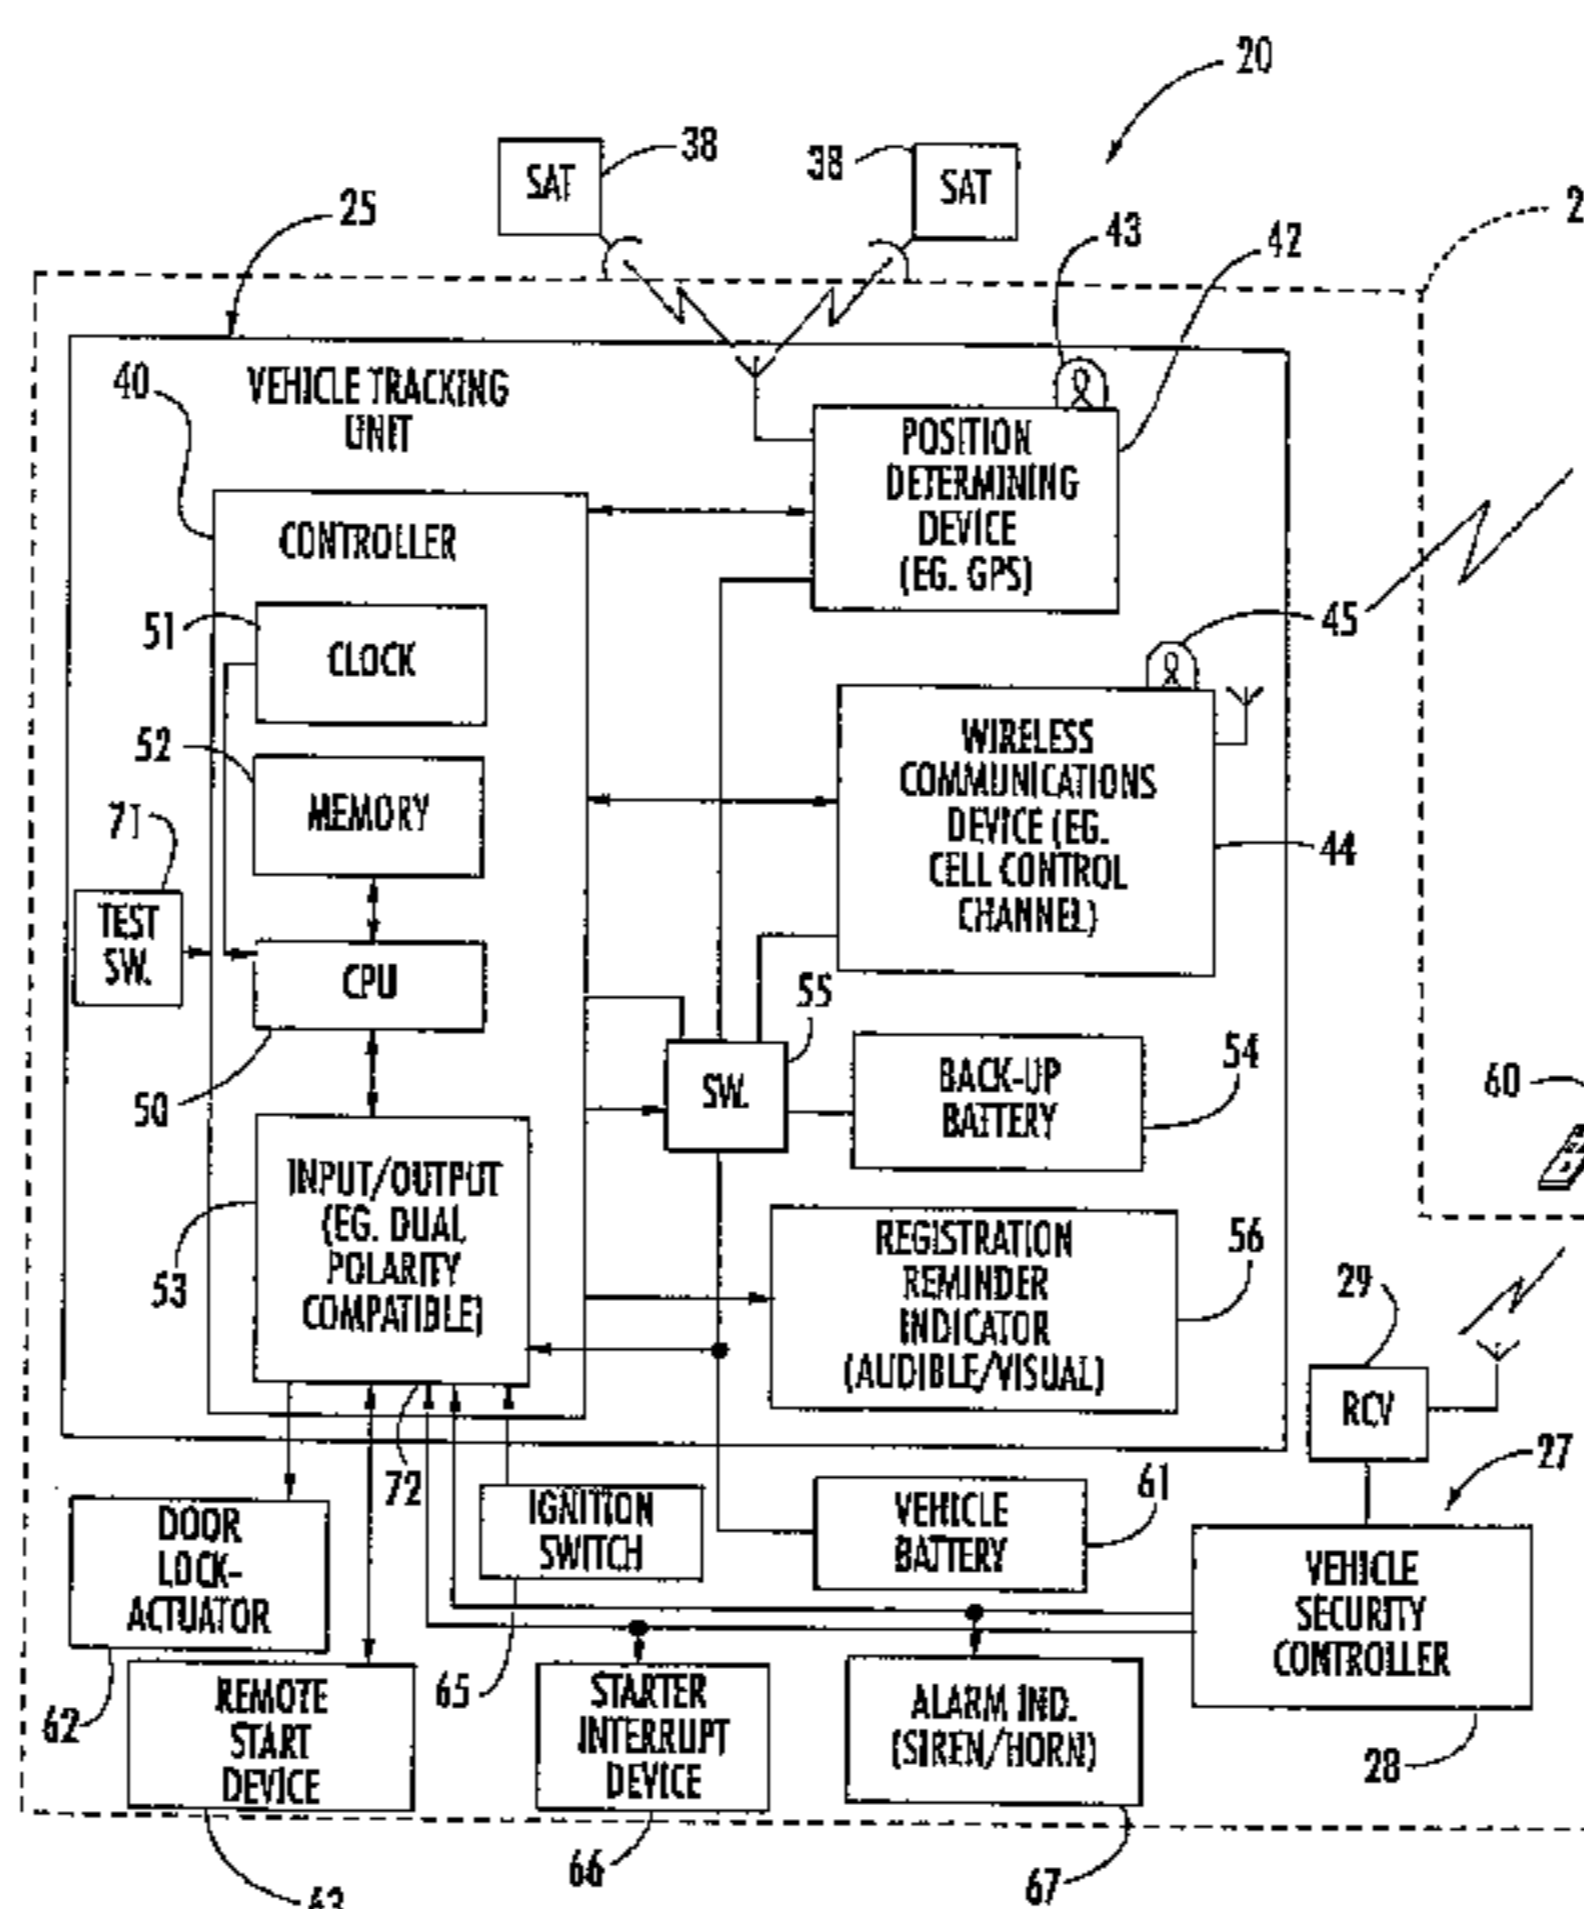 20
38
SAT
38
SAT
25
43
42
40
VEHICLE TRACKING
UNIT
POSITION
DETERMINING
DEVICE
(EG. GPS)
CONTROLLER
51
CLOCK
45
52
MEMORY
WIRELESS
COMMUNICATIONS
DEVICE (EG.
CELL CONTROL
CHANNEL)
44
71
TEST
SW.
CPU
50
55
SW.
BACK-UP
BATTERY
54
60
INPUT/OUTPUT
(EG. DUAL
POLARITY
COMPATIBLE)
53
REGISTRATION
REMINDER
INDICATOR
(AUDIBLE/VISUAL)
56
29
RCV
27
72
DOOR
LOCK-
ACTUATOR
IGNITION
SWITCH
VEHICLE
BATTERY
61
VEHICLE
SECURITY
CONTROLLER
62
REMOTE
START
DEVICE
65
STARTER
INTERRUPT
DEVICE
ALARM IND.
(SIREN/HORN)
28
63
66
67